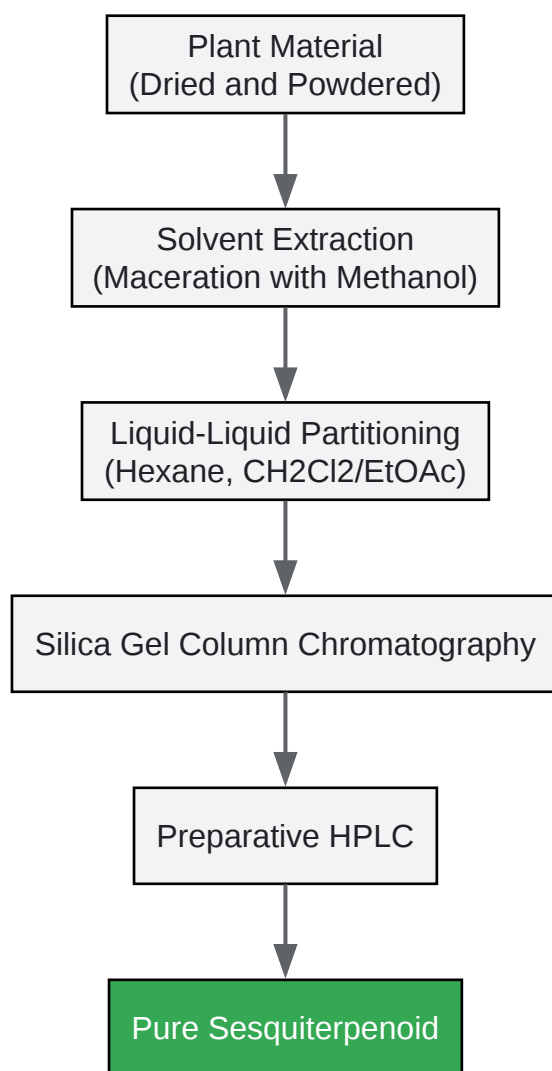 Plant Material
(Dried and Powdered)
Solvent Extraction
(Maceration with Methanol)
Liquid-Liquid Partitioning
(Hexane, CH2Cl2/EtOAc)
Silica Gel Column Chromatography
Preparative HPLC
Pure Sesquiterpenoid